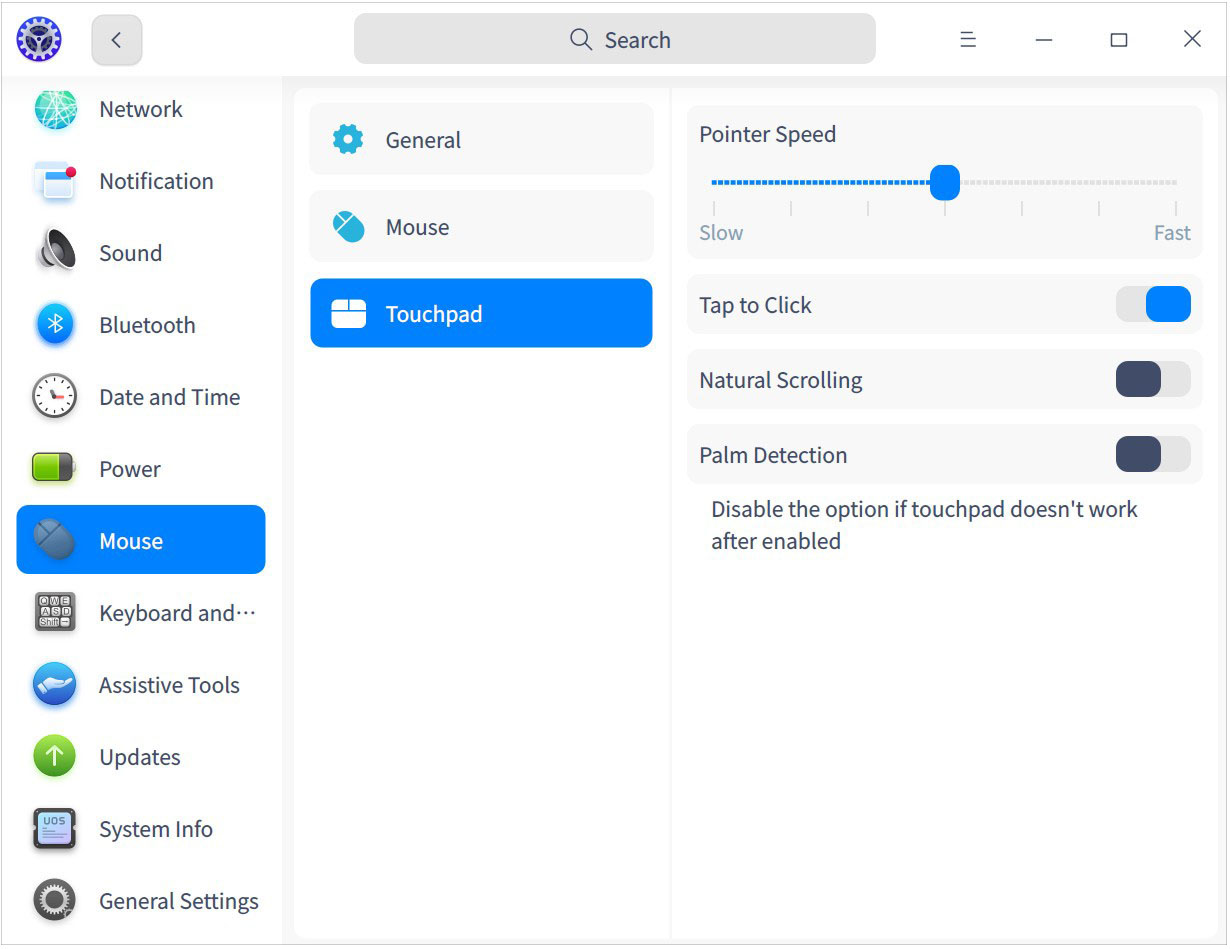 Search
Network
Notification
Sound
Bluetooth
Date and Time
Power
Mouse
Keyboard and···
Assistive Tools
Updates
UOS
System Info
General Settings
General
Mouse
Touchpad
Pointer Speed
Slow Fast
Tap to Click
Natural Scrolling
Palm Detection
Disable the option if touchpad doesn't work
after enabled